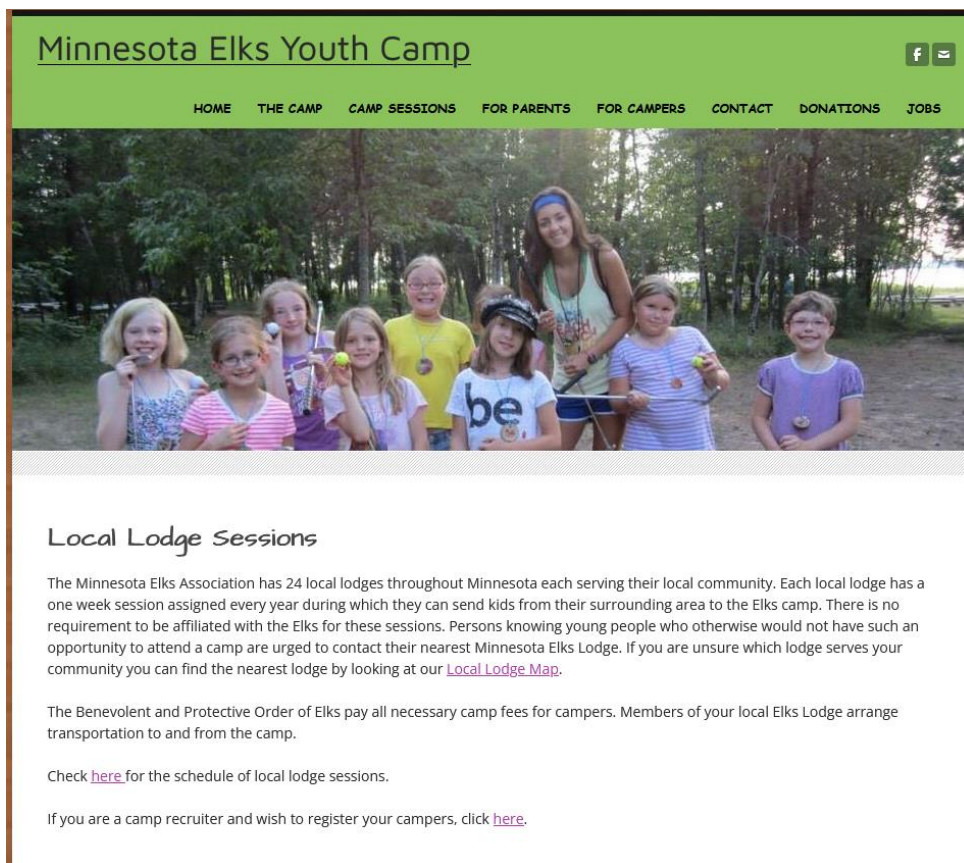 Minnesota Elks Youth Camp
HOME THE CAMP CAMP SESSIONS FOR PARENTS FOR CAMPERS CONTACT DONATIONS JOBS
be
Local Lodge Sessions
The Minnesota Elks Association has 24 local lodges throughout Minnesota each serving their local community. Each local lodge has a
one week session assigned every year during which they can send kids from their surrounding area to the Elks camp. There is no
requirement to be affiliated with the Elks for these sessions. Persons knowing young people who otherwise would not have such an
opportunity to attend a camp are urged to contact their nearest Minnesota Elks Lodge. If you are unsure which lodge serves your
community you can find the nearest lodge by looking at our Local Lodge Map.
The Benevolent and Protective Order of Elks pay all necessary camp fees for campers. Members of your local Elks Lodge arrange
transportation to and from the camp.
Check here for the schedule of local lodge sessions.
If you are a camp recruiter and wish to register your campers, click here.